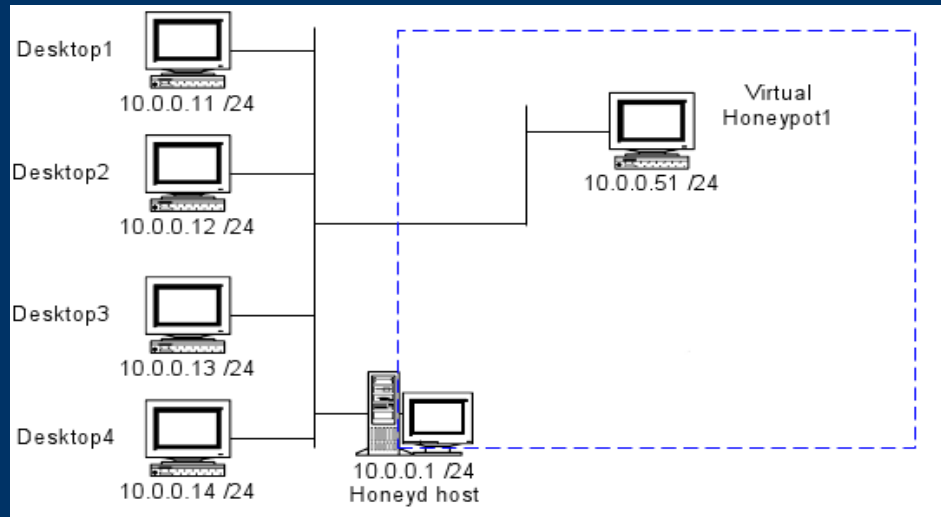 Desktop1
10.0.0.11 /24
Desktop2
10.0.0.12 /24
Desktop3
10.0.0.13 /24
Desktop4
10.0.0.14 /24
10.0.0.1 /24
Honeyd host
Virtual
Honeypot1
10.0.0.51 /24